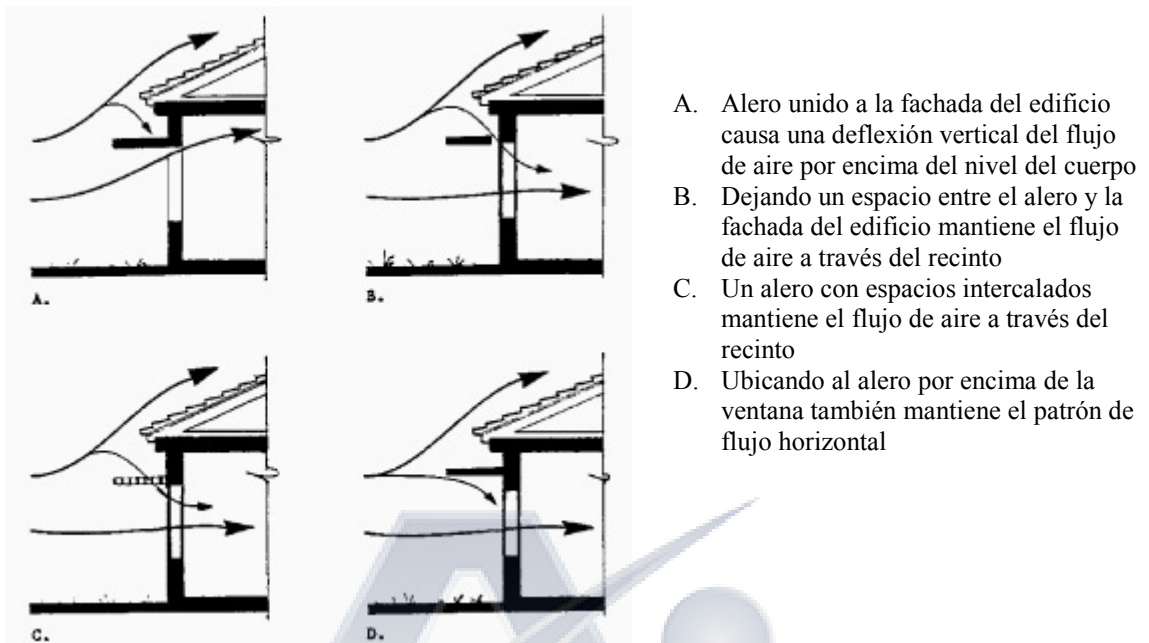 A.
B.
C.
D.
A. Alero unido a la fachada del edificio
causa una deflexión vertical del flujo
de aire por encima del nivel del cuerpo
B. Dejando un espacio entre el alero y la
fachada del edificio mantiene el flujo
de aire a través del recinto
C. Un alero con espacios intercalados
mantiene el flujo de aire a través del
recinto
D. Ubicando al alero por encima de la
ventana también mantiene el patrón de
flujo horizontal